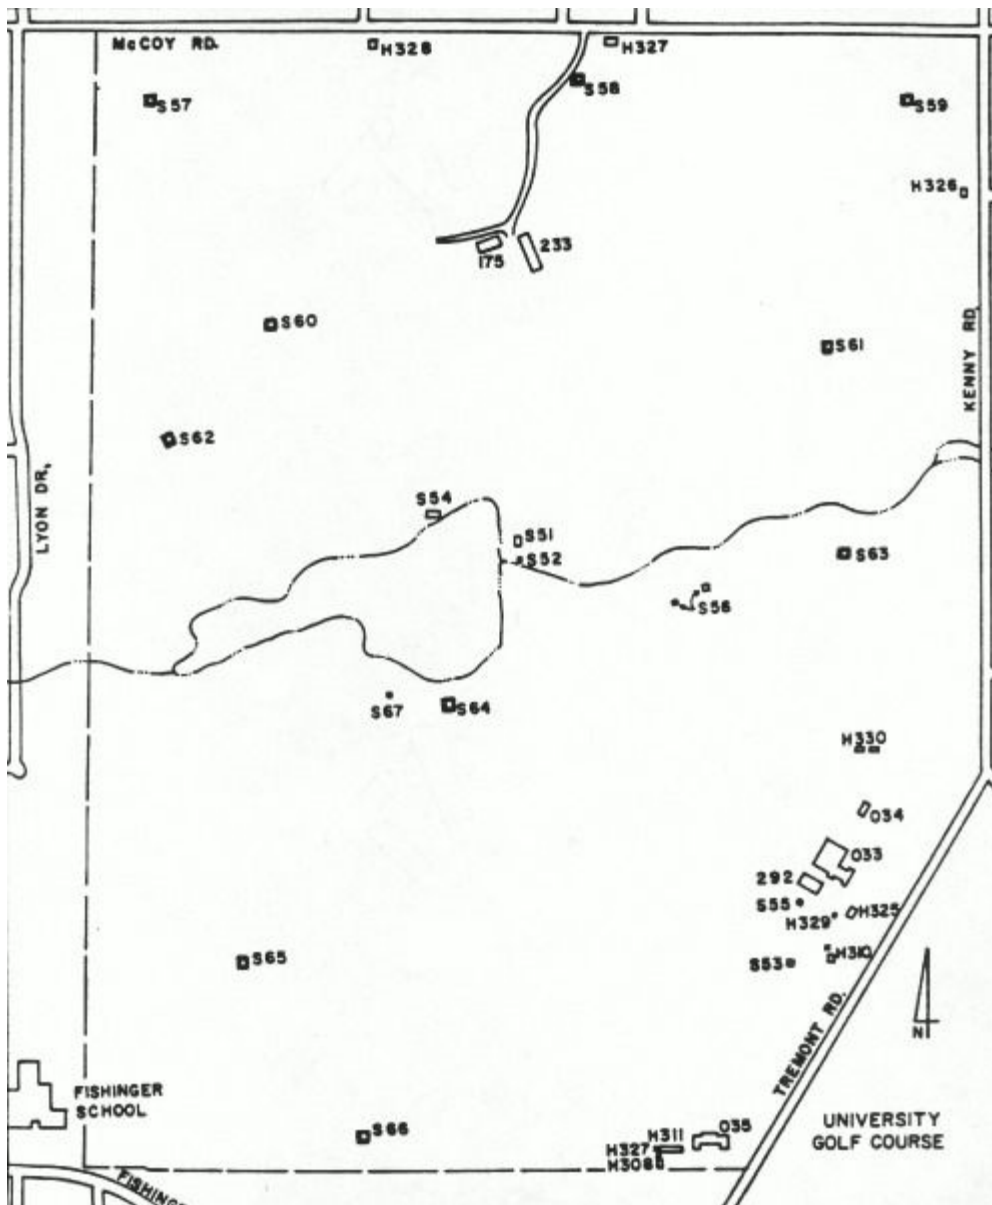 McCOY RD.
H328
H327
S57
S58
S59
H326
233
175
S60
S61
KENNY RD.
S62
LYON DR.
S54
S51
S52
S63
S56
S67
S64
H330
034
033
292
S55
H325
H329
H310
S53
S65
TREMONT RD.
N
FISHINGER
SCHOOL
UNIVERSITY
GOLF COURSE
S66
H311
035
H327
H308